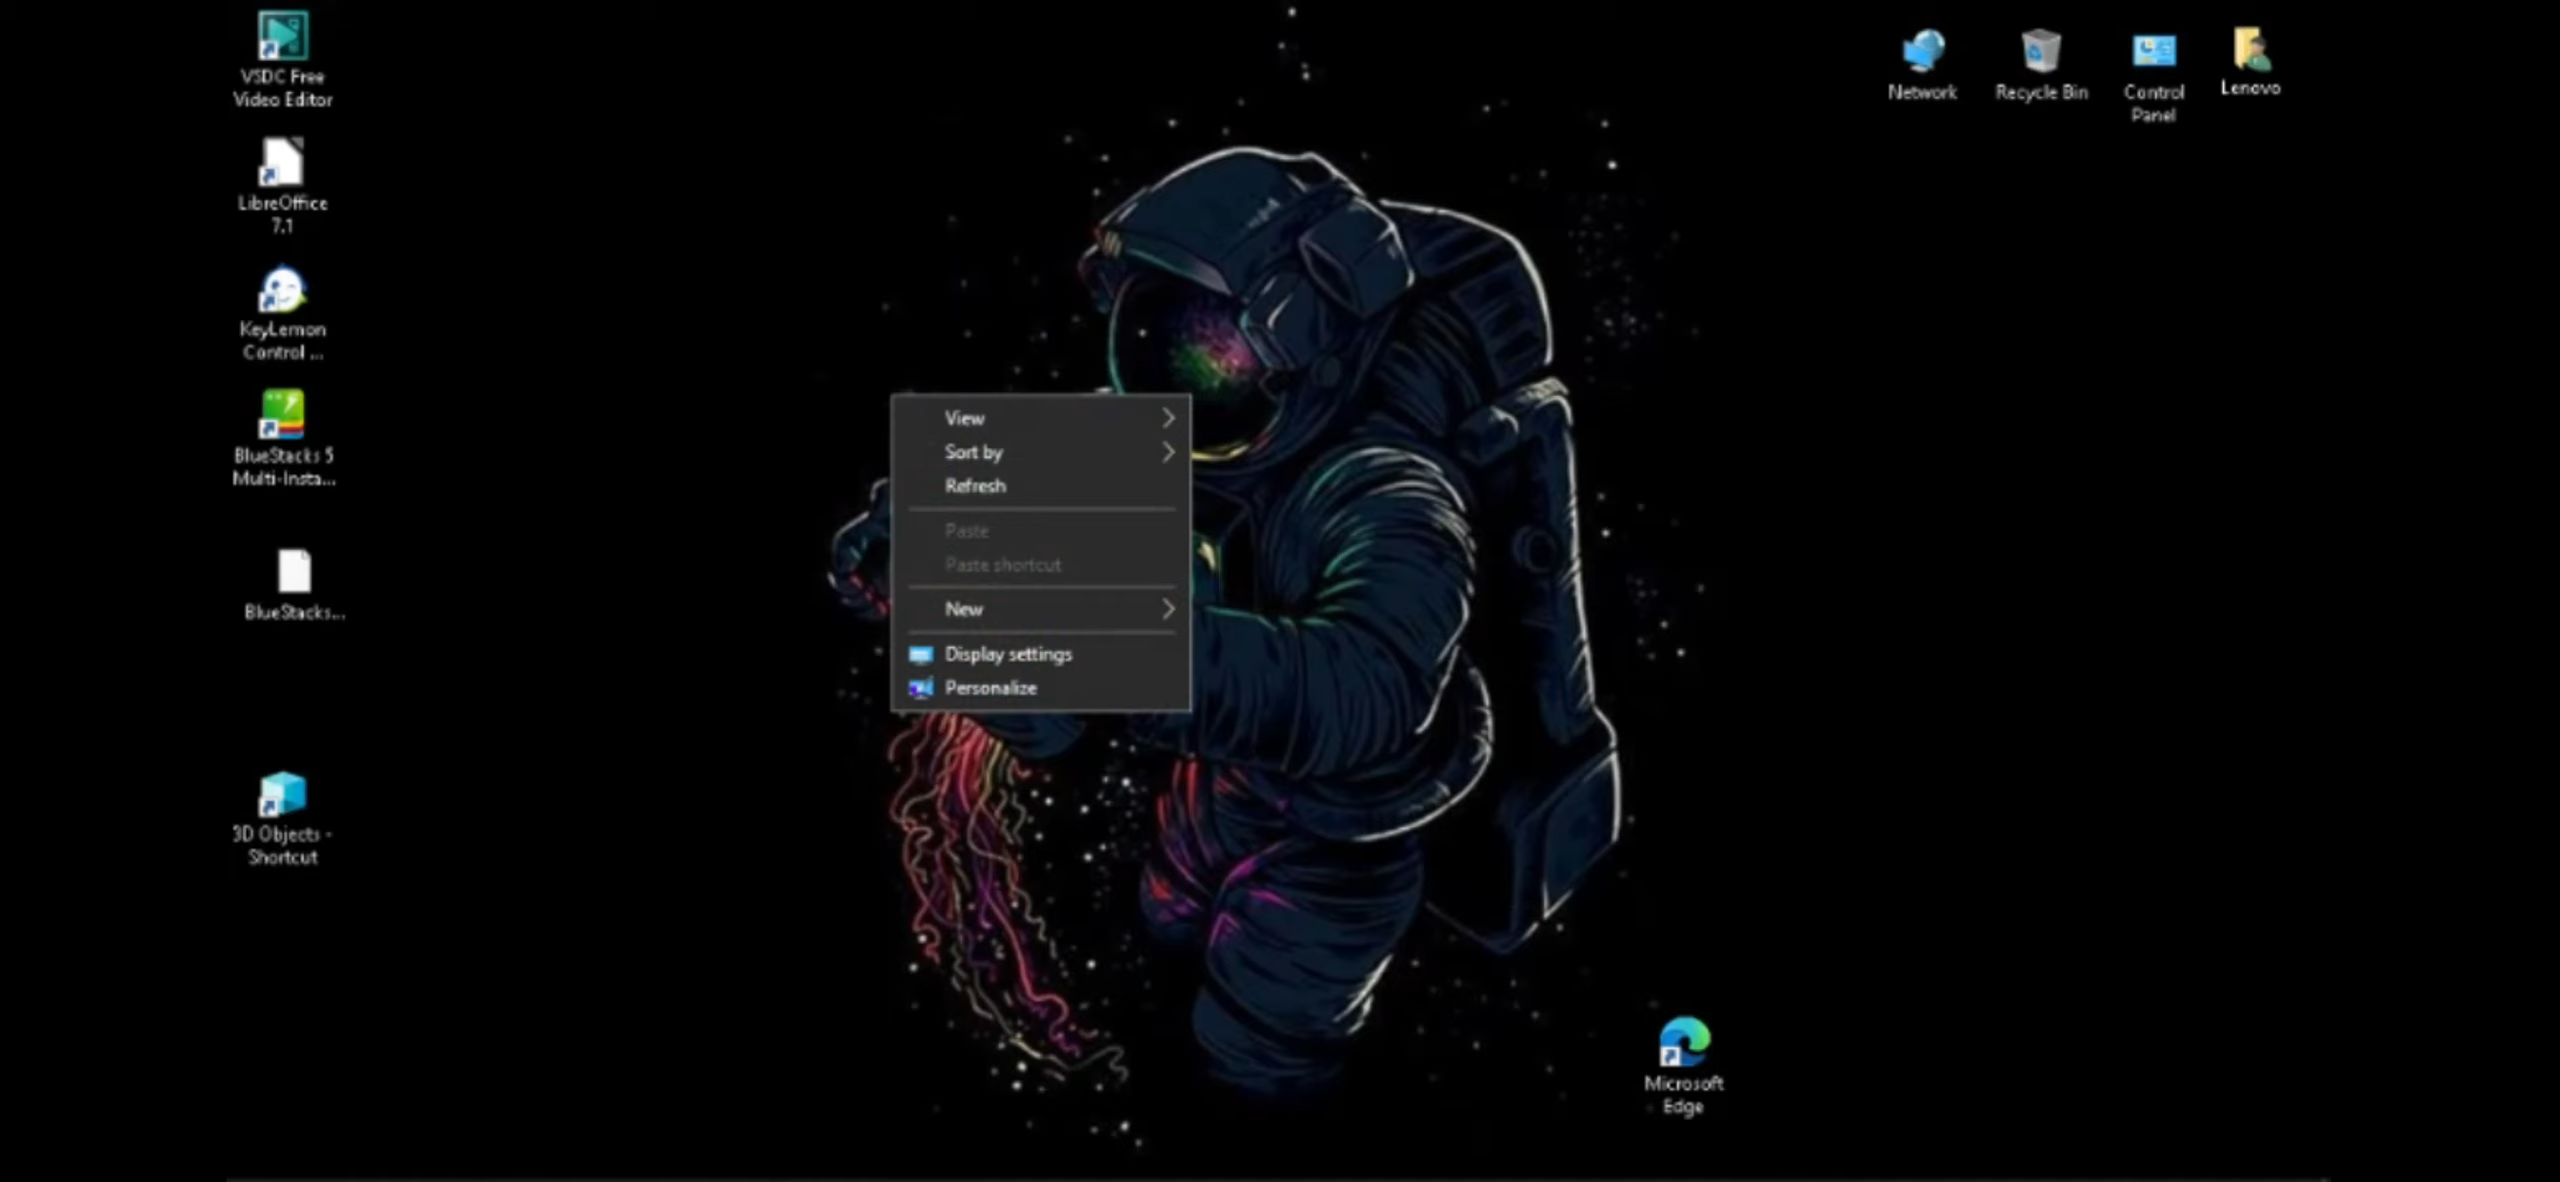 VSDC Free
Video Editor
LibreOffice
7.1
KeyLemon
Control ...
BlueStacks 5
Multi-Insta...
BlueStacks...
3D Objects -
Shortcut
View
Sort by
Refresh
Paste
Paste shortcut
New
Display settings
Personalize
Network
Recycle Bin
Control
Panel
Lenovo
Microsoft
Edge